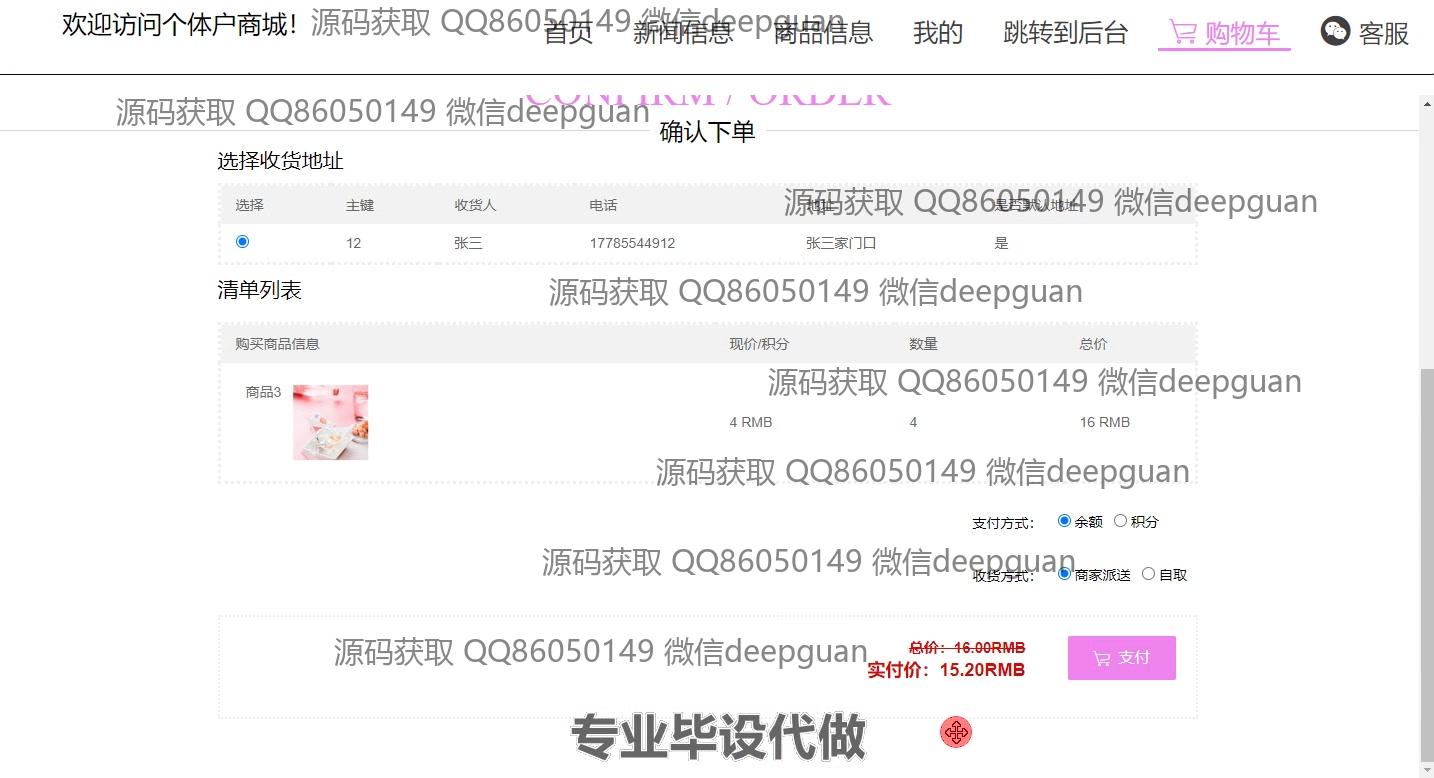 欢迎访问个体户商城！
源码获取 QQ86050149 微信deepguan
首页 新闻信息 商品信息 我的 跳转到后台 购物车 客服
CONFIRM / ORDER
源码获取 QQ86050149 微信deepguan
确认下单
选择收货地址
源码获取 QQ86050149 微信deepguan
选择 主键 收货人 电话 地址 是否默认地址
12 张三 17785544912 张三家门口 是
清单列表
源码获取 QQ86050149 微信deepguan
购买商品信息 现价/积分 数量 总价
源码获取 QQ86050149 微信deepguan
商品3
4 RMB 4 16 RMB
源码获取 QQ86050149 微信deepguan
支付方式： 余额 积分
源码获取 QQ86050149 微信deepguan
收货方式： 商家派送 自取
源码获取 QQ86050149 微信deepguan
总价：16.00RMB
实付价：15.20RMB
支付
专业毕设代做